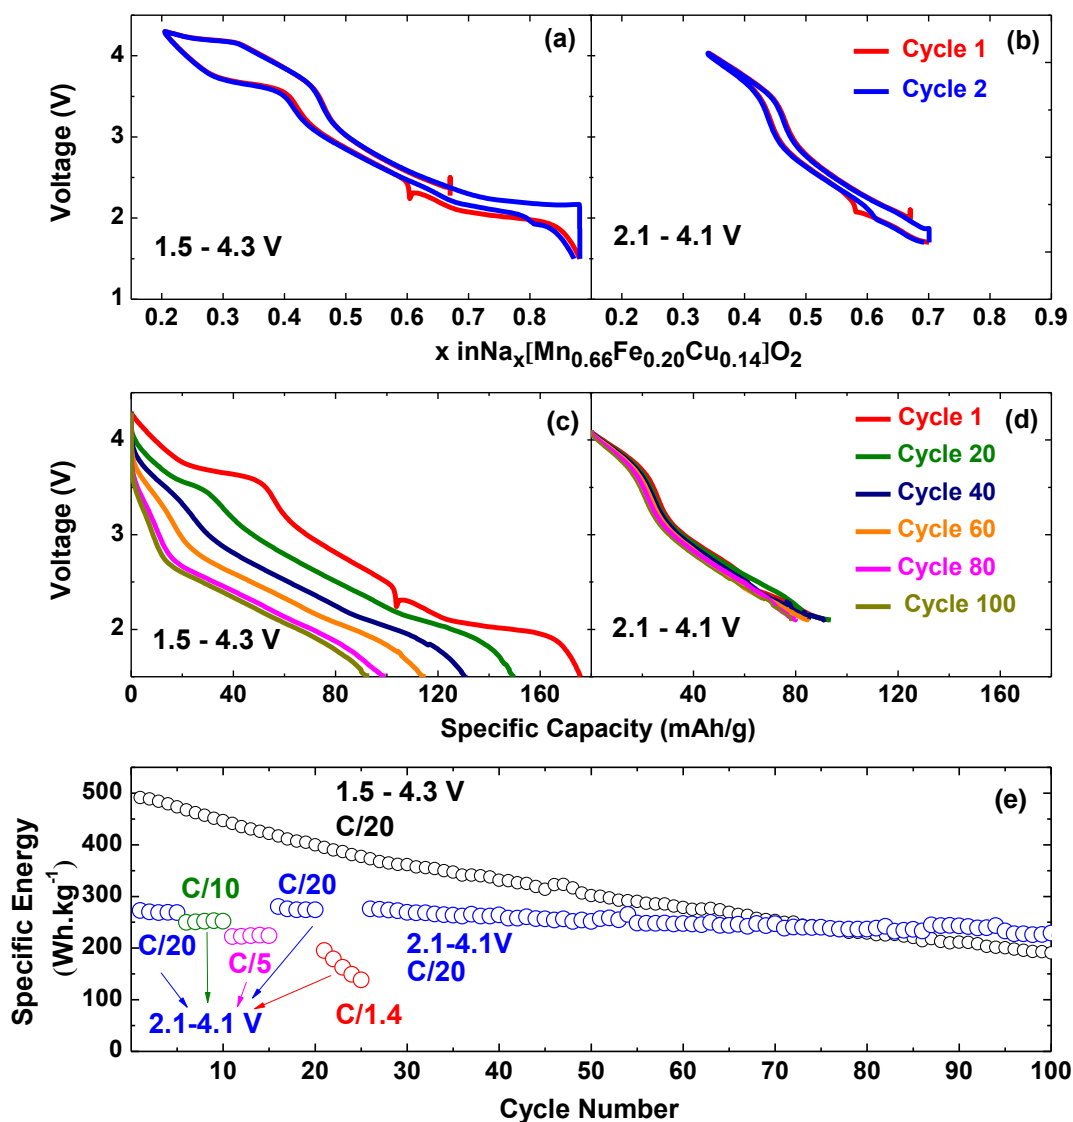 (a)
(b)
Cycle 1
Cycle 2
4
3
2
1
Voltage (V)
1.5 - 4.3 V
2.1 - 4.1 V
0.2 0.3 0.4 0.5 0.6 0.7 0.8 0.2 0.3 0.4 0.5 0.6 0.7 0.8 0.9
x inNaₓ[Mn₀.₆₆Fe₀.₂₀Cu₀.₁₄]O₂
(c)
(d)
Cycle 1
Cycle 20
Cycle 40
Cycle 60
Cycle 80
Cycle 100
4
3
2
Voltage (V)
1.5 - 4.3 V
2.1 - 4.1 V
0 40 80 120 160 40 80 120 160
Specific Capacity (mAh/g)
(e)
500
400
300
200
100
0
Specific Energy
(Wh.kg⁻¹)
1.5 - 4.3 V
C/20
C/10
C/20
C/20
C/5
2.1-4.1V
C/20
C/1.4
2.1-4.1 V
0 10 20 30 40 50 60 70 80 90 100
Cycle Number